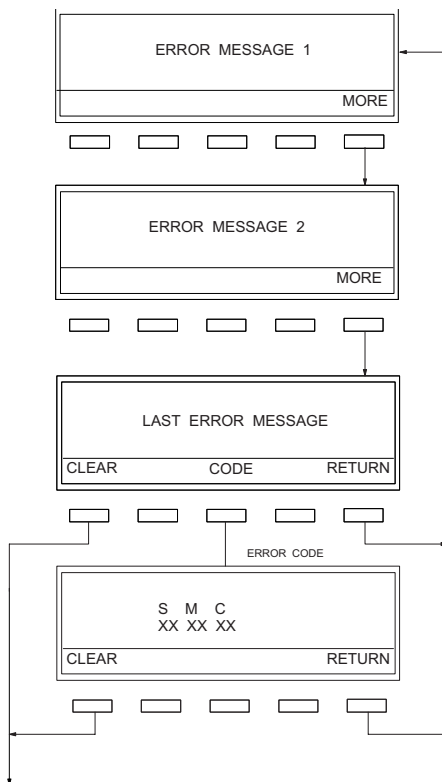 ERROR MESSAGE 1
MORE
ERROR MESSAGE 2
MORE
LAST ERROR MESSAGE
CLEAR CODE RETURN
ERROR CODE
S M C
XX XX XX
CLEAR RETURN